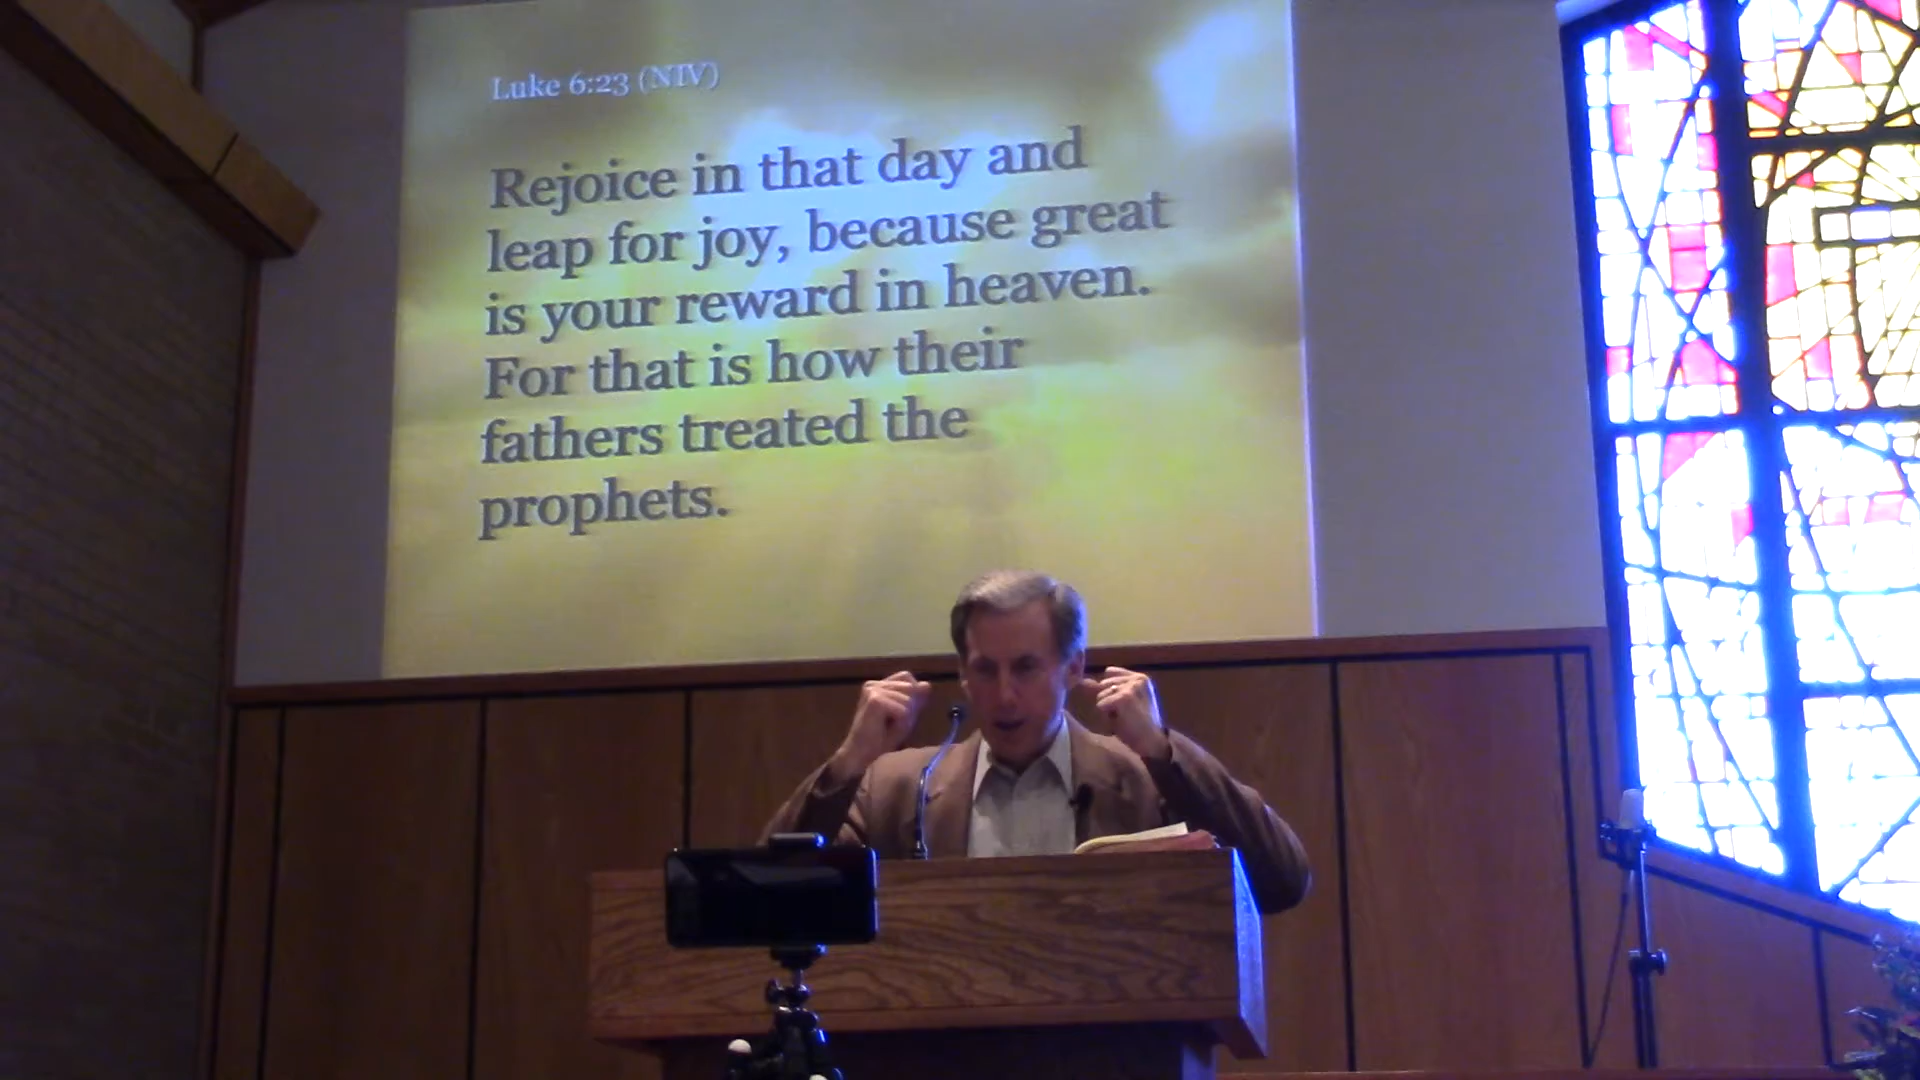 Luke 6:23 (NIV)
Rejoice in that day and
leap for joy, because great
is your reward in heaven.
For that is how their
fathers treated the
prophets.